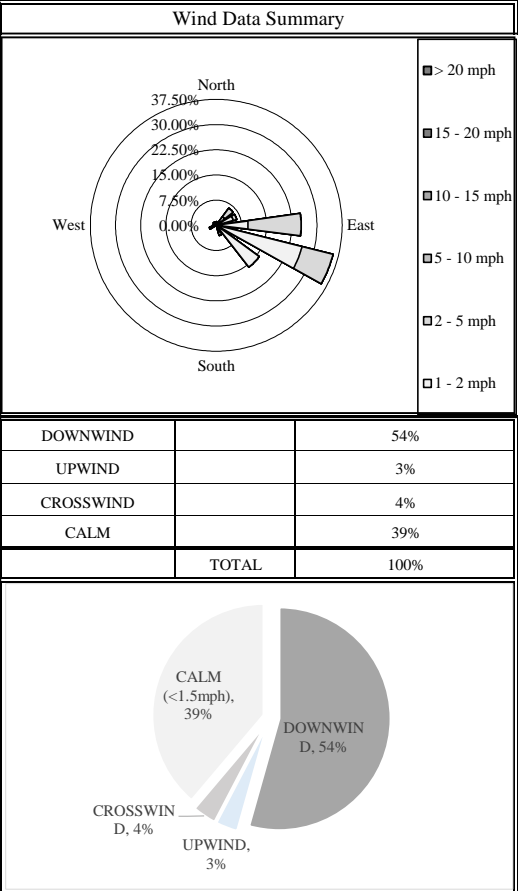 Wind Data Summary
North
37.50%
30.00%
22.50%
15.00%
7.50%
0.00%
West
East
South
> 20 mph
15 - 20 mph
10 - 15 mph
5 - 10 mph
2 - 5 mph
1 - 2 mph
DOWNWIND 54%
UPWIND 3%
CROSSWIND 4%
CALM 39%
TOTAL 100%
CALM
(<1.5mph),
39%
DOWNWIN
D, 54%
CROSSWIN
D, 4%
UPWIND,
3%